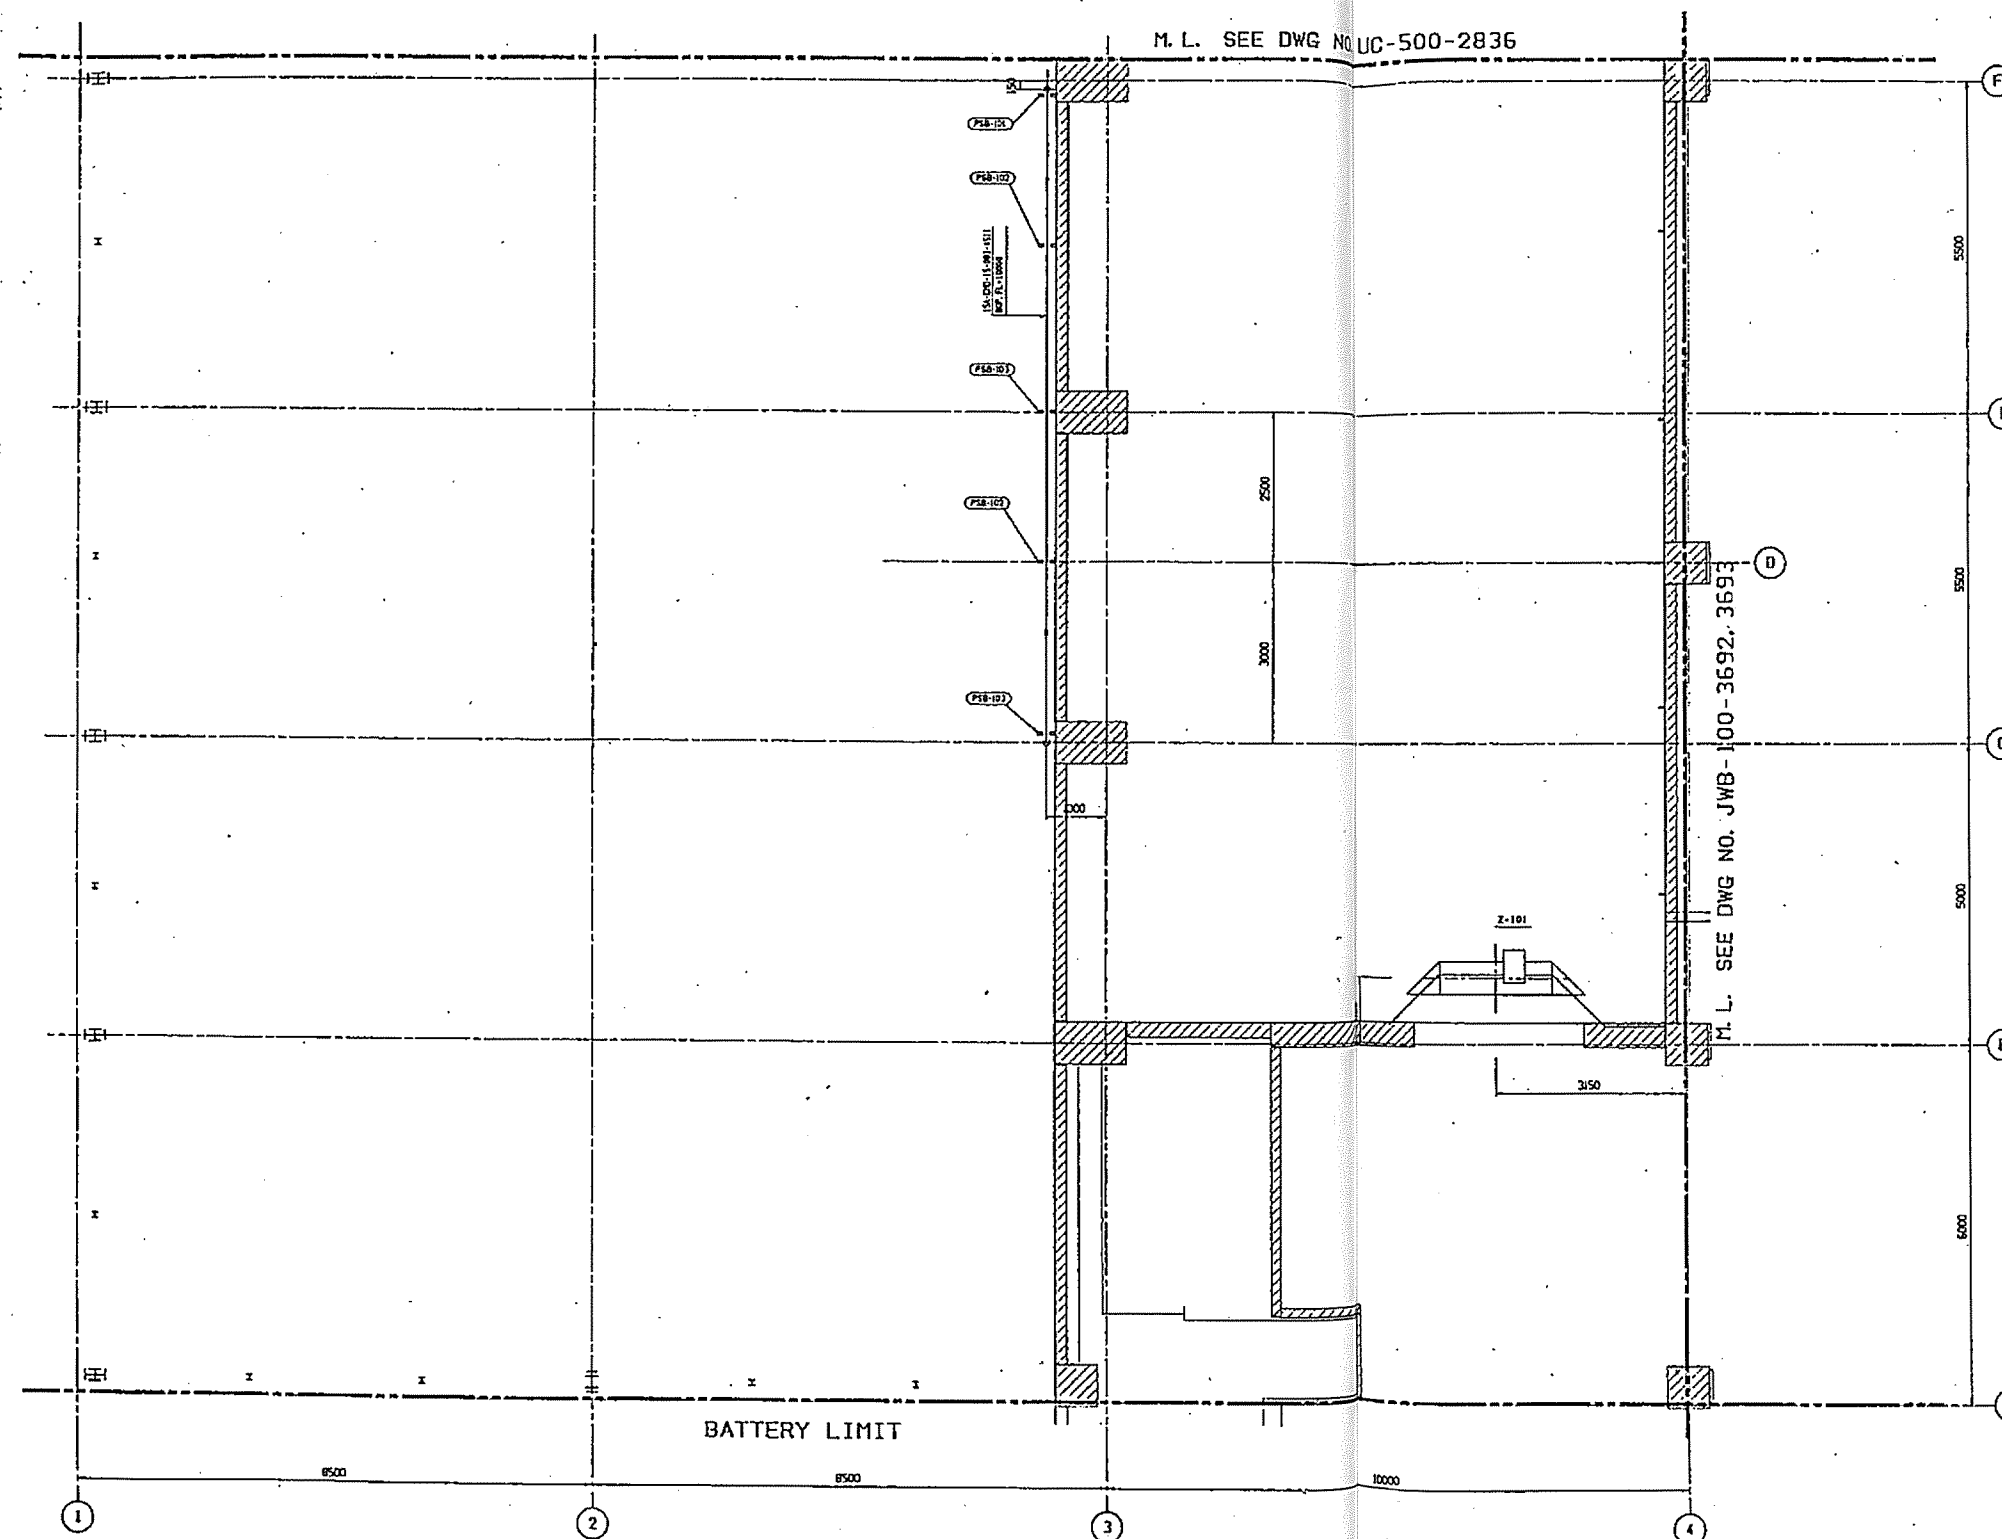 M. L. SEE DWG NO UC-500-2836
F
150
PSB-101
PSB-102
5500
PSB-103
2500
PSB-102
D
5500
3000
PSB-103
M. L. SEE DWG NO. JWB-100-3692, 3693
5000
Z-101
3150
6000
BATTERY LIMIT
8500
8500
10000
1
2
3
4